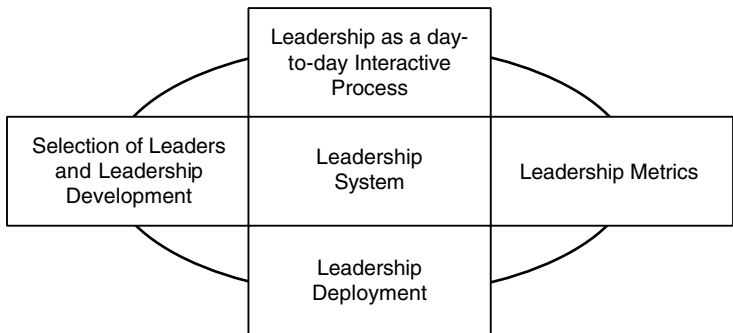 Leadership as a day-
to-day Interactive
Process
Selection of Leaders
and Leadership
Development
Leadership
System
Leadership Metrics
Leadership
Deployment